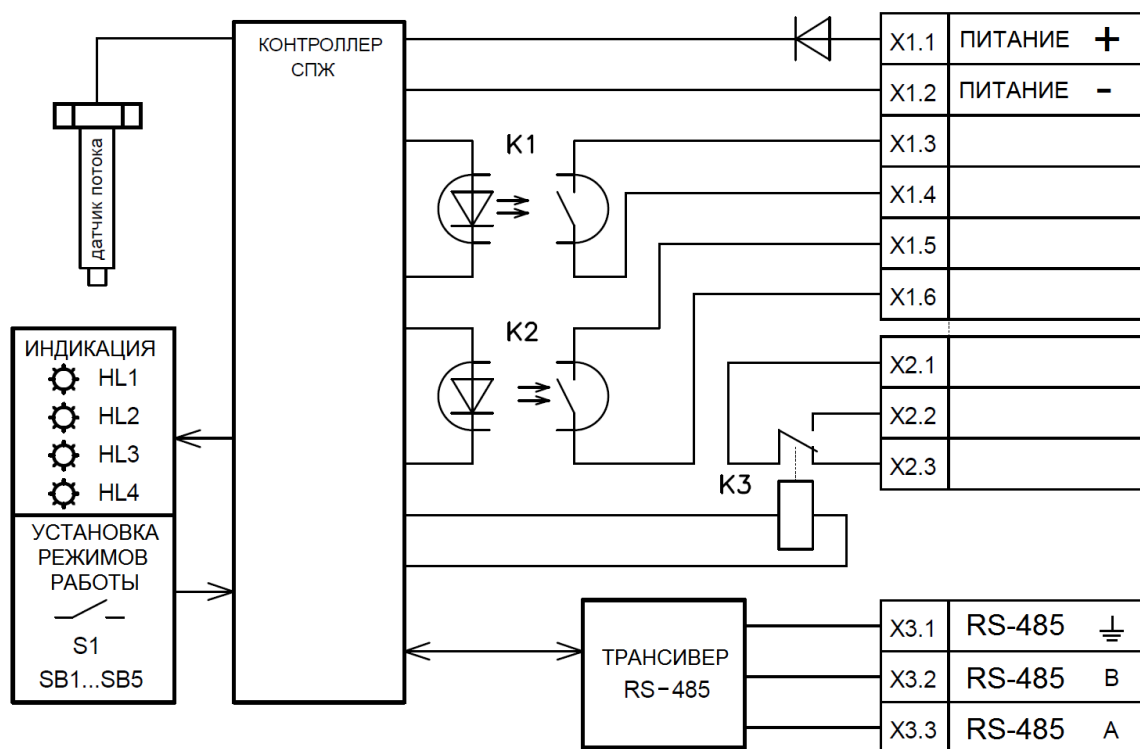 КОНТРОЛЛЕР
СПЖ
датчик потока
ИНДИКАЦИЯ
HL1
HL2
HL3
HL4
УСТАНОВКА
РЕЖИМОВ
РАБОТЫ
S1
SB1...SB5
K1
K2
K3
ТРАНСИВЕР
RS-485
X1.1 ПИТАНИЕ +
X1.2 ПИТАНИЕ -
X1.3
X1.4
X1.5
X1.6
X2.1
X2.2
X2.3
X3.1 RS-485
X3.2 RS-485 B
X3.3 RS-485 A